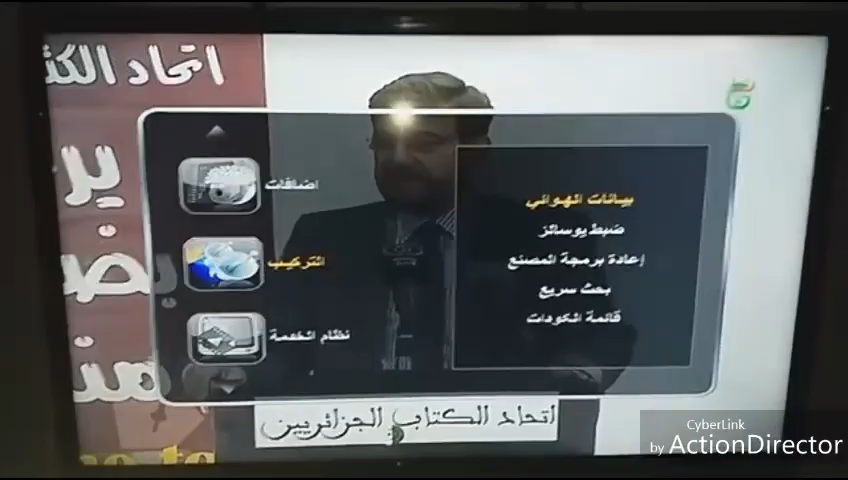 اتحاد الكت
اضافات
التركيب
نظام الخدمة
بيانات الهوائي
ضبط يوسالز
إعادة برمجة المصنع
بحث سريع
قائمة الكودات
اتحاد الكتاب الجزائريين
CyberLink
by ActionDirector